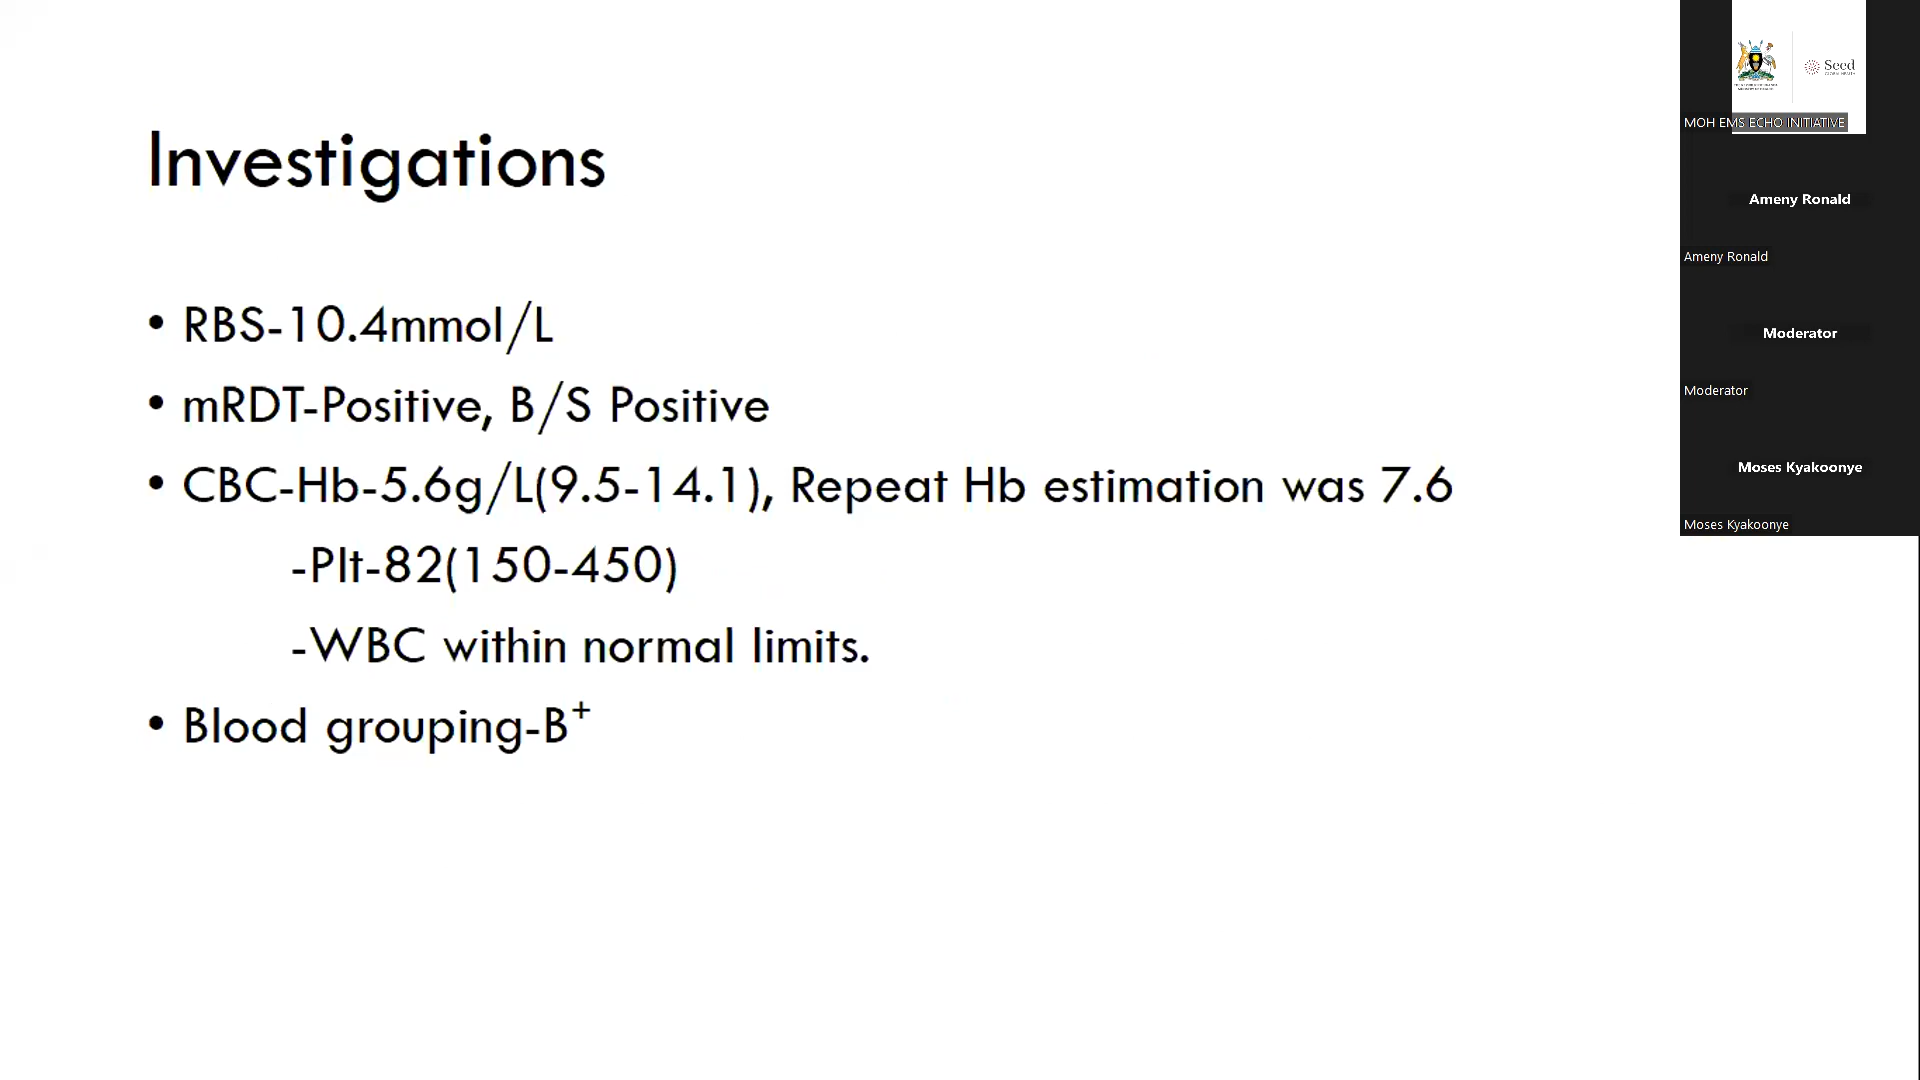 Investigations
• RBS-10.4mmol/L
• mRDT-Positive, B/S Positive
• CBC-Hb-5.6g/L(9.5-14.1), Repeat Hb estimation was 7.6
-Plt-82(150-450)
-WBC within normal limits.
• Blood grouping-B⁺
Seed
MOH EMS ECHO INITIATIVE
Ameny Ronald
Ameny Ronald
Moderator
Moderator
Moses Kyakoonye
Moses Kyakoonye